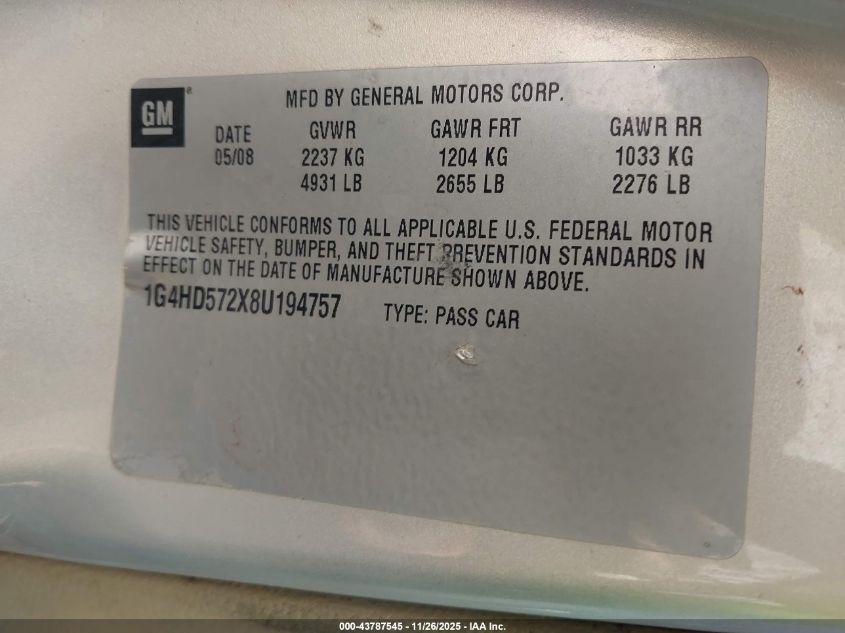 GM®
MFD BY GENERAL MOTORS CORP.
DATE GVWR GAWR FRT GAWR RR
05/08 2237 KG 1204 KG 1033 KG
4931 LB 2655 LB 2276 LB
THIS VEHICLE CONFORMS TO ALL APPLICABLE U.S. FEDERAL MOTOR
VEHICLE SAFETY, BUMPER, AND THEFT PREVENTION STANDARDS IN
EFFECT ON THE DATE OF MANUFACTURE SHOWN ABOVE.
1G4HD572X8U194757 TYPE: PASS CAR
000-43787545 - 11/26/2025 - IAA Inc.